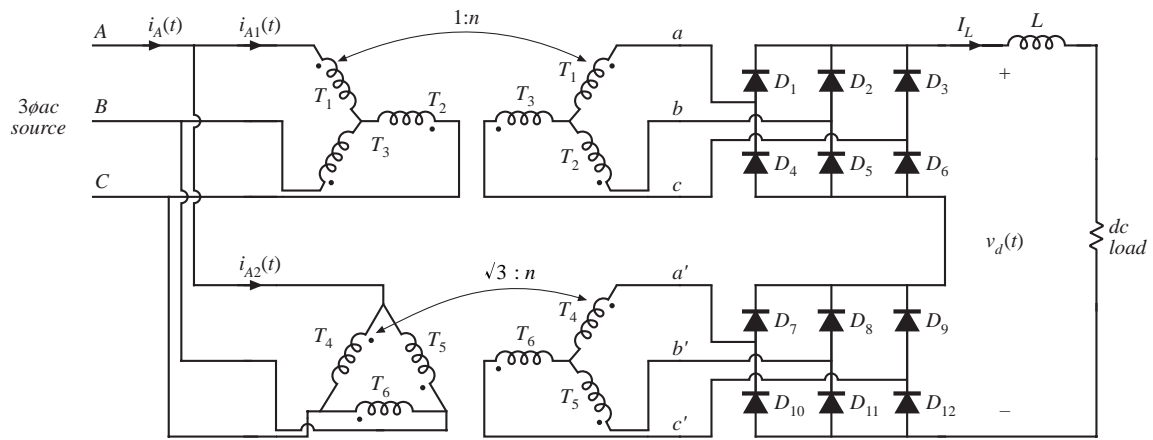 A
i_A(t)
i_A1(t)
1:n
a
I_L
L
3ϕac
source
B
C
T_1
T_2
T_3
T_1
T_3
T_2
b
c
D_1
D_2
D_3
D_4
D_5
D_6
+
v_d(t)
dc
load
i_A2(t)
√3 : n
a′
T_4
T_5
T_6
T_4
T_6
T_5
b′
c′
D_7
D_8
D_9
D_10
D_11
D_12
–